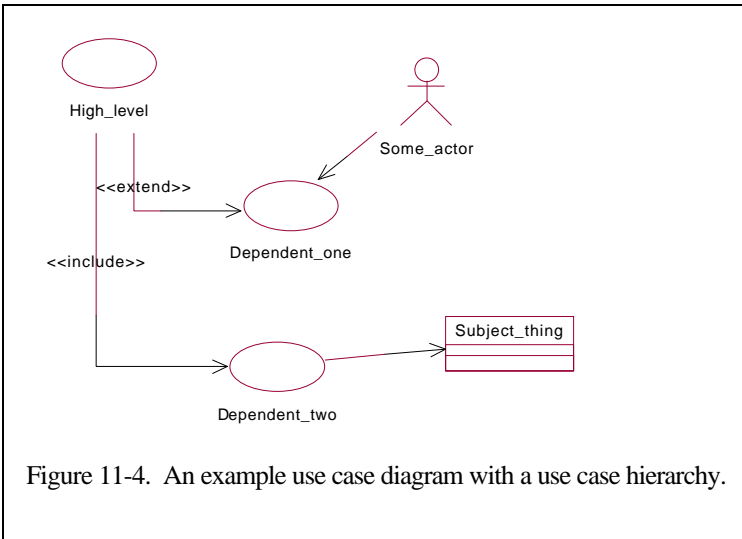 High_level
Some_actor
<<extend>>
Dependent_one
<<include>>
Subject_thing
Dependent_two
Figure 11-4. An example use case diagram with a use case hierarchy.